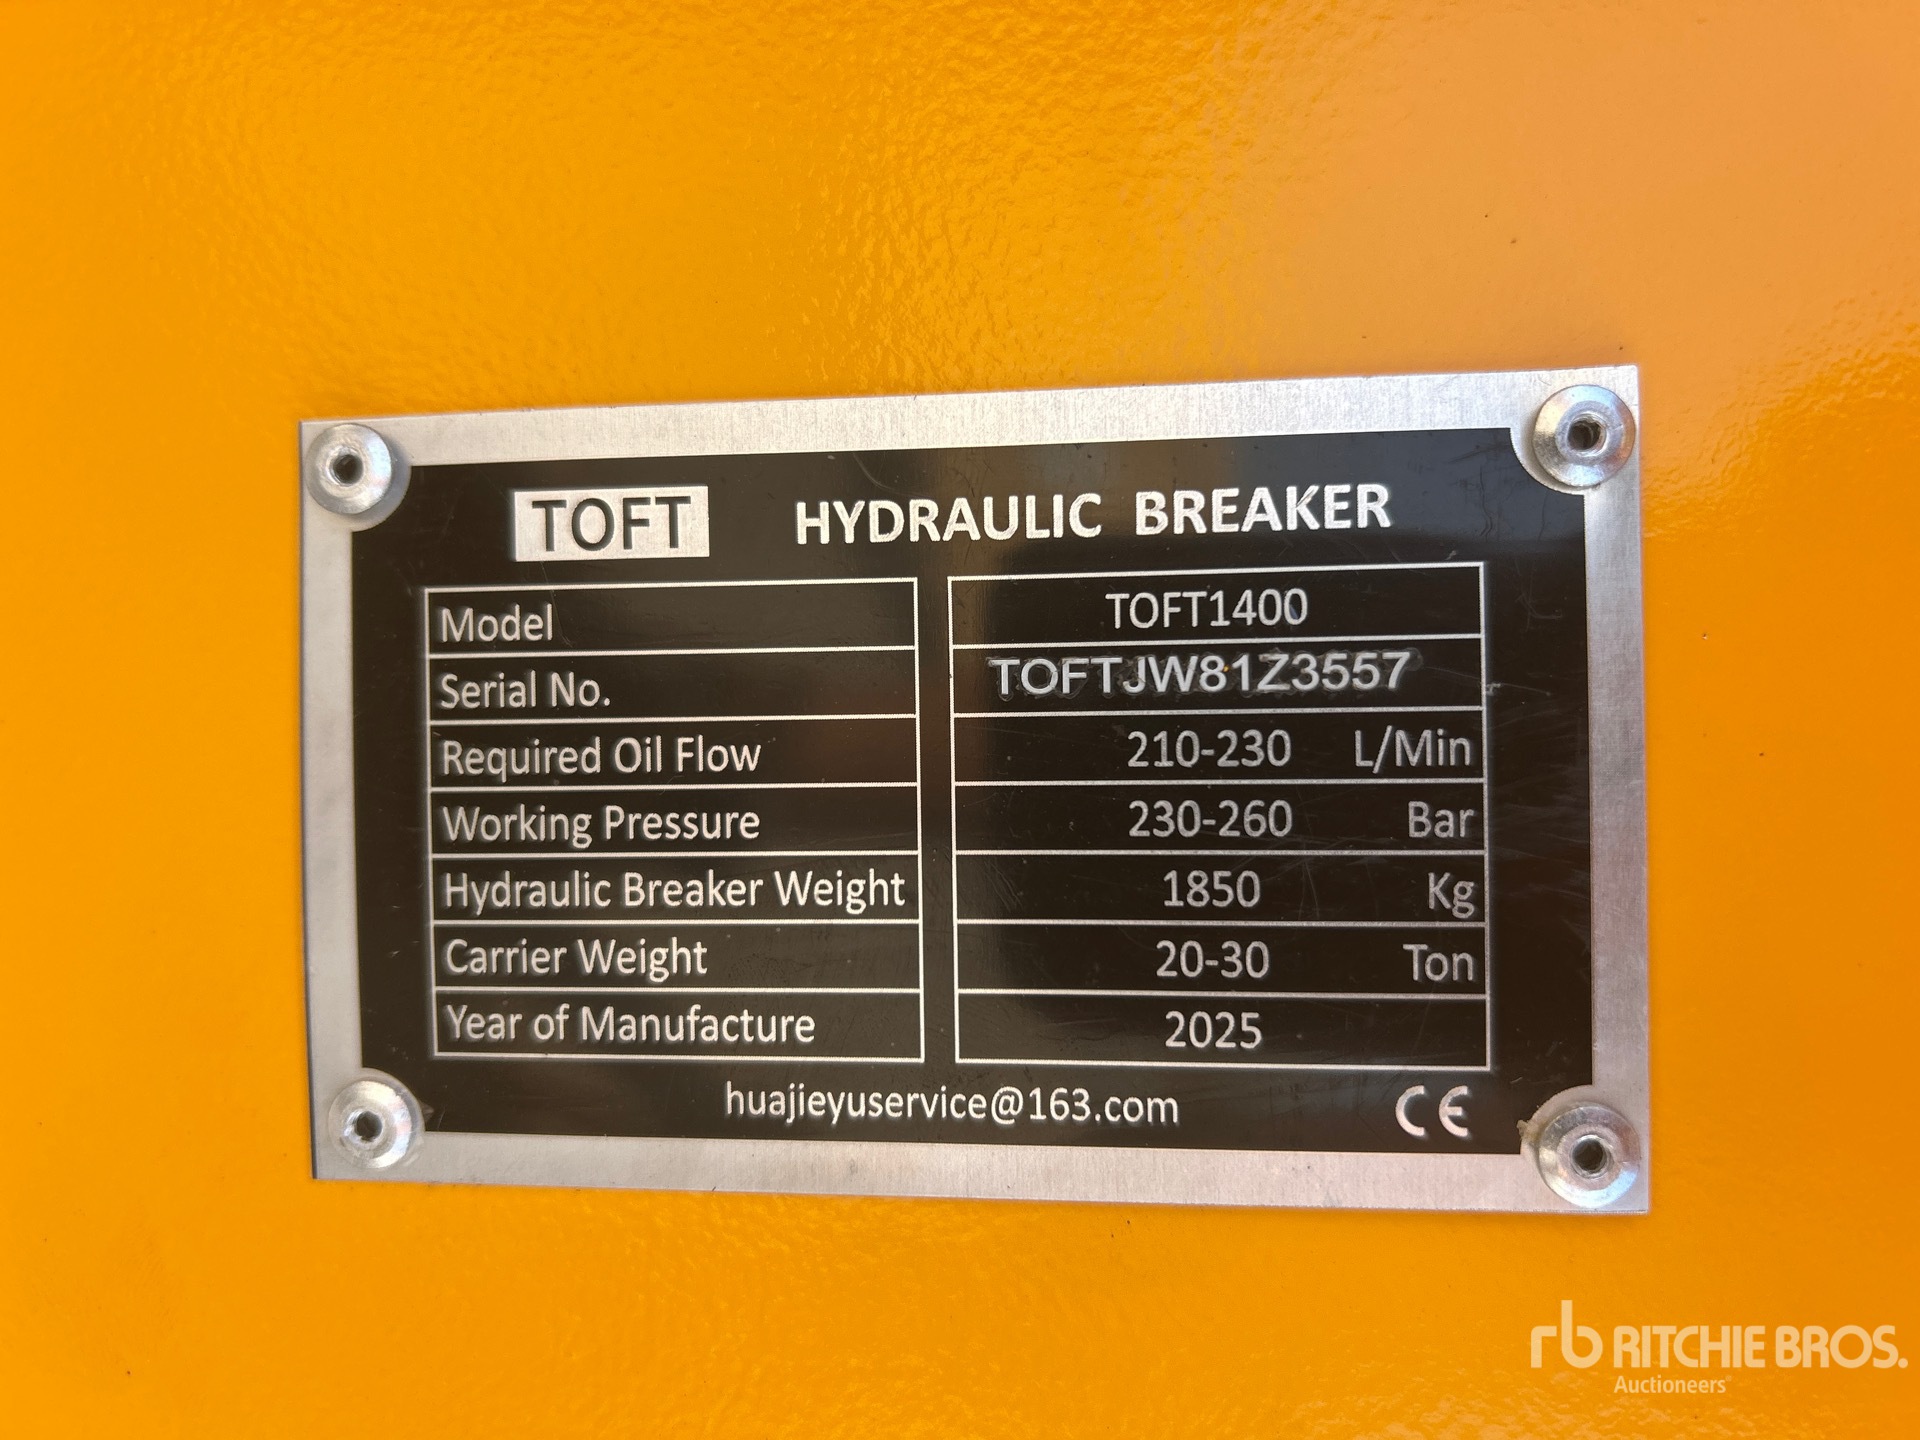 TOFT HYDRAULIC BREAKER
Model TOFT1400
Serial No. TOFTJW81Z3557
Required Oil Flow 210-230 L/Min
Working Pressure 230-260 Bar
Hydraulic Breaker Weight 1850 Kg
Carrier Weight 20-30 Ton
Year of Manufacture 2025
huajieyuservice@163.com CE
rb RITCHIE BROS.
Auctioneers